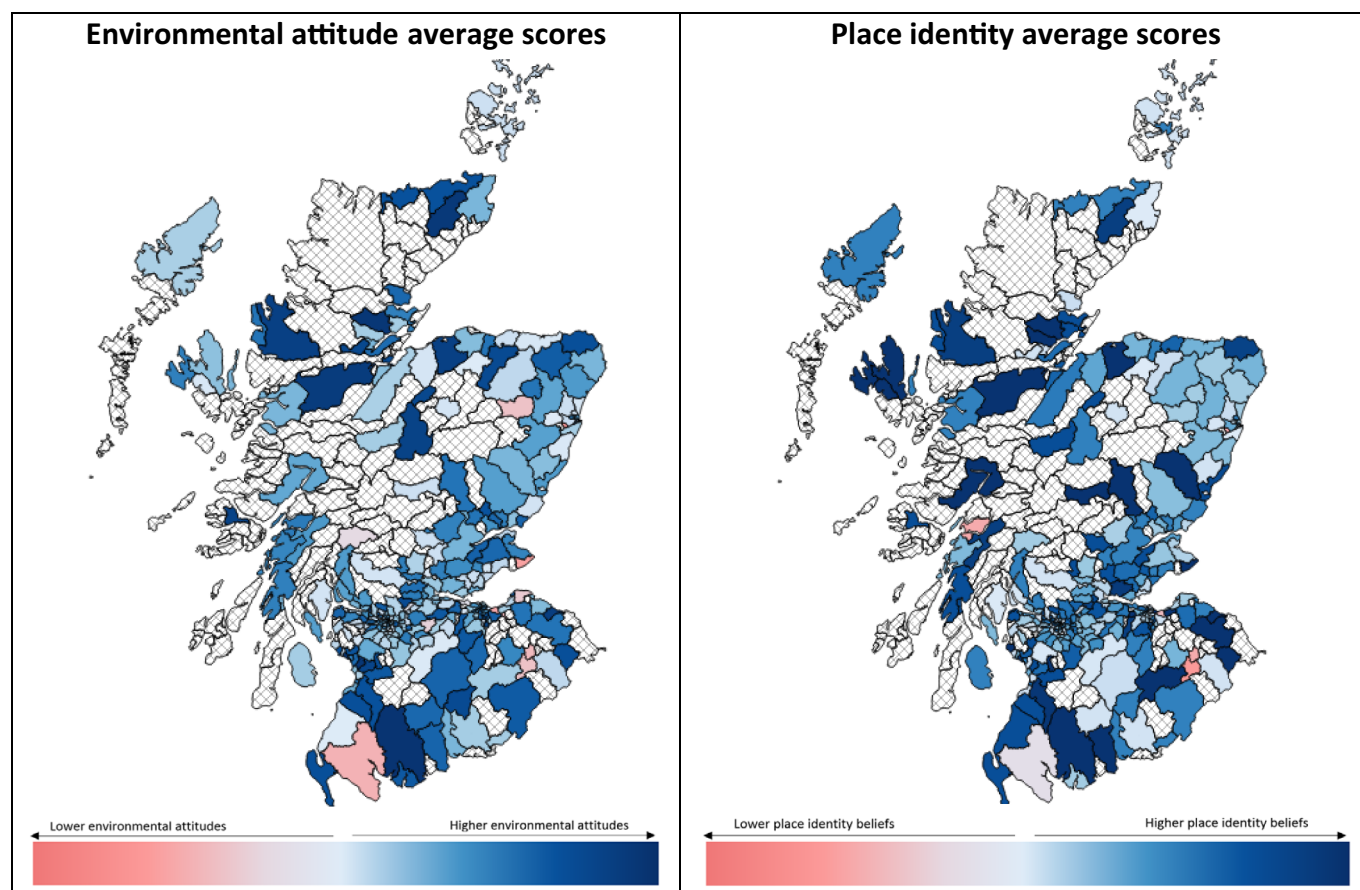 Environmental attitude average scores
Place identity average scores
Lower environmental attitudes
Higher environmental attitudes
Lower place identity beliefs
Higher place identity beliefs